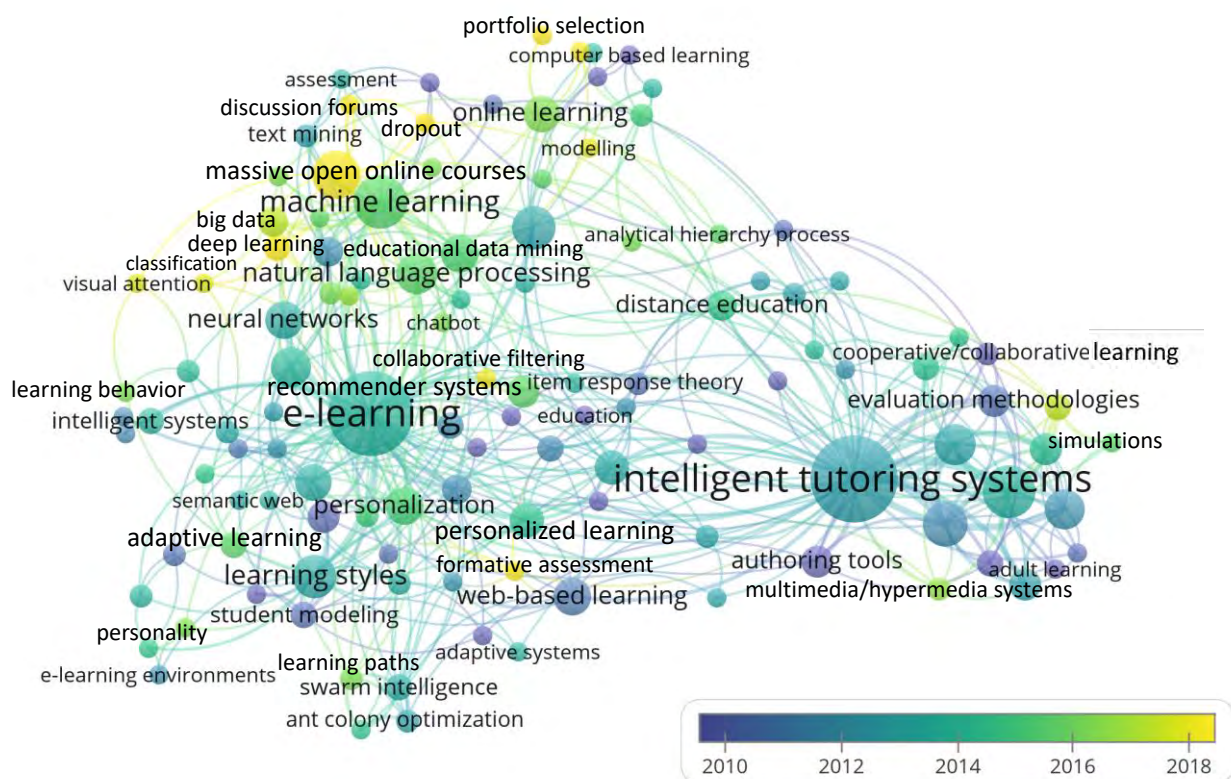 portfolio selection
computer based learning
assessment
discussion forums
online learning
text mining
dropout
modelling
massive open online courses
machine learning
big data
analytical hierarchy process
deep learning
educational data mining
classification
natural language processing
visual attention
distance education
neural networks
chatbot
cooperative/collaborative learning
collaborative filtering
learning behavior
recommender systems
item response theory
evaluation methodologies
intelligent systems
e-learning
education
simulations
intelligent tutoring systems
semantic web
personalization
adaptive learning
personalized learning
authoring tools
formative assessment
adult learning
learning styles
multimedia/hypermedia systems
web-based learning
student modeling
personality
adaptive systems
learning paths
e-learning environments
swarm intelligence
ant colony optimization
2010 2012 2014 2016 2018